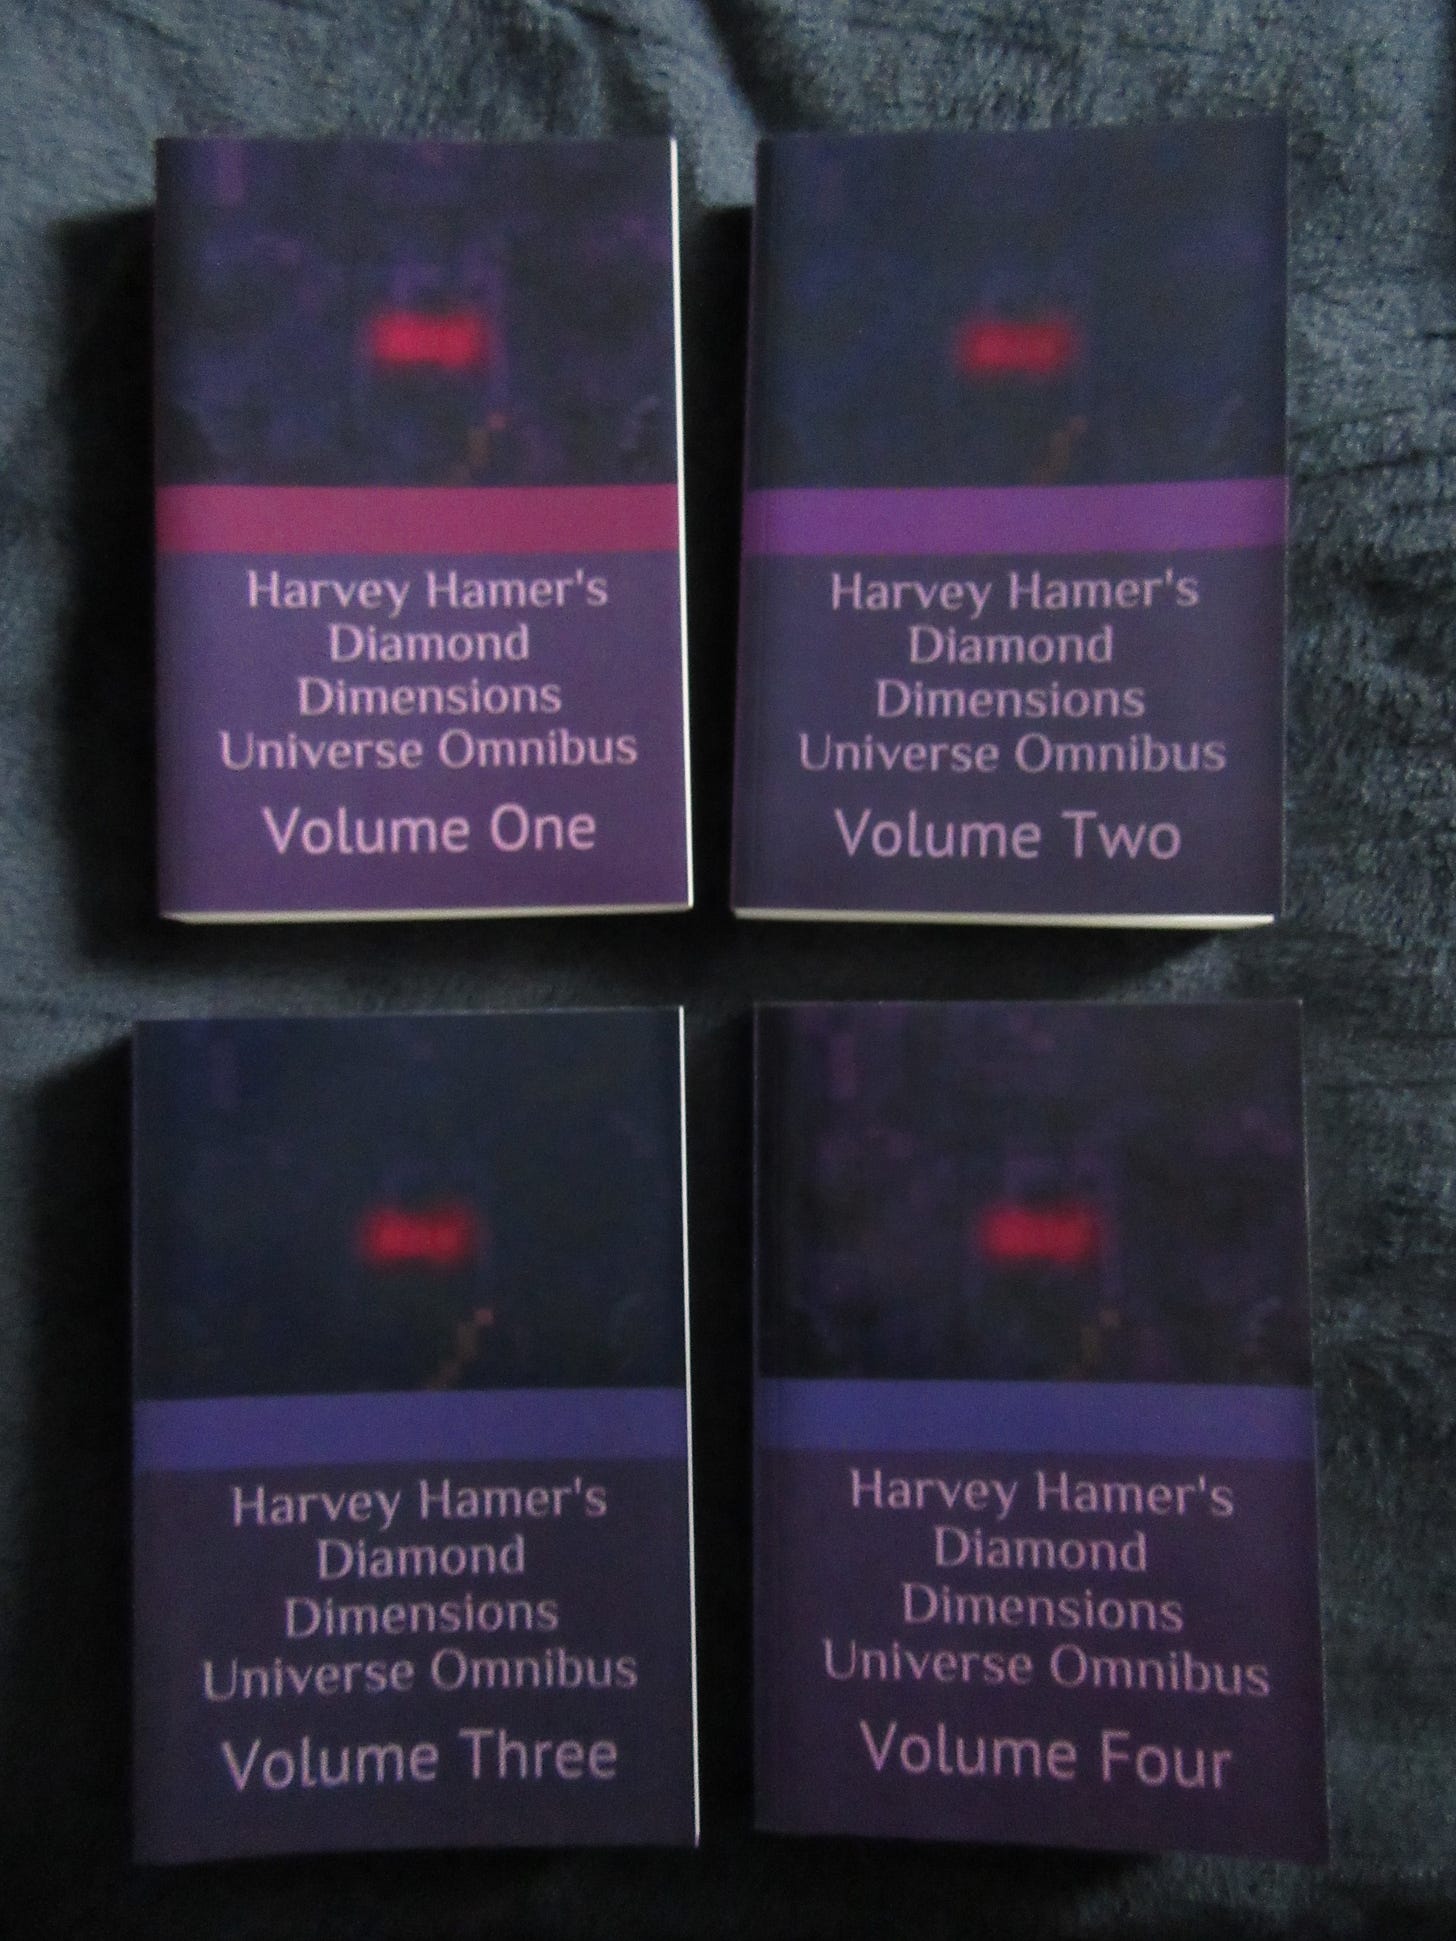 Harvey Hamer's
Diamond
Dimensions
Universe Omnibus
Volume One
Harvey Hamer's
Diamond
Dimensions
Universe Omnibus
Volume Two
Harvey Hamer's
Diamond
Dimensions
Universe Omnibus
Volume Three
Harvey Hamer's
Diamond
Dimensions
Universe Omnibus
Volume Four